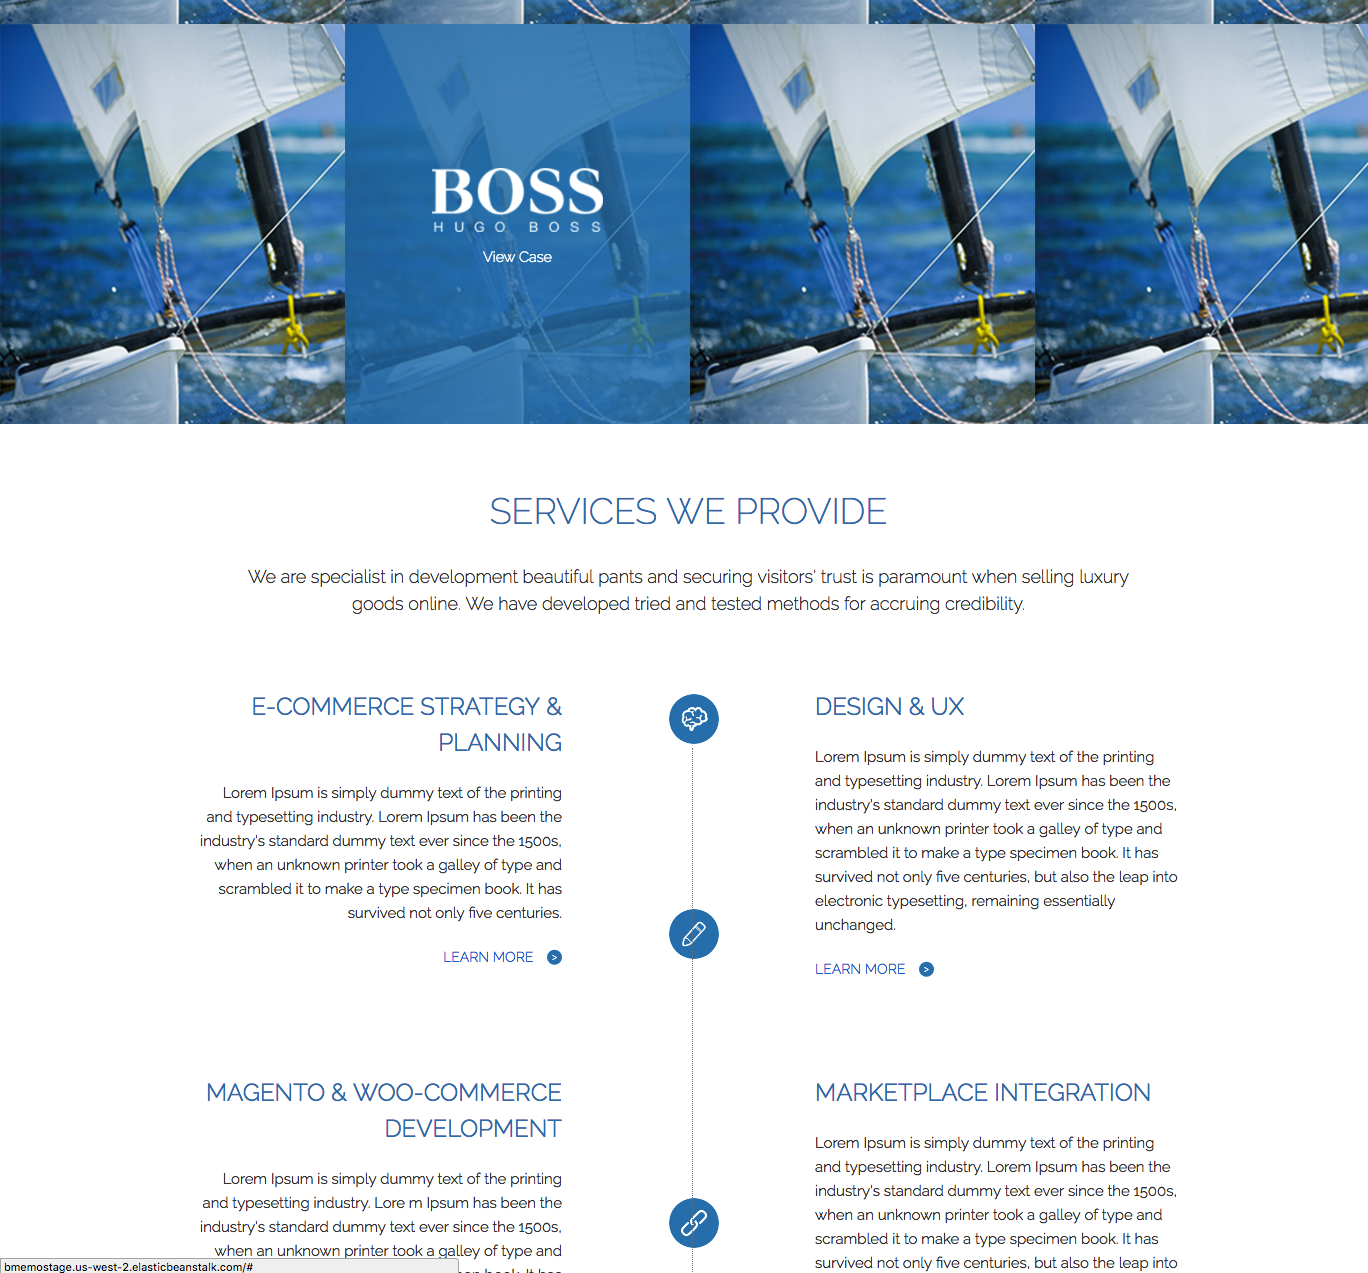 BOSS
HUGO BOSS
View Case
SERVICES WE PROVIDE
We are specialist in development beautiful pants and securing visitors' trust is paramount when selling luxury
goods online. We have developed tried and tested methods for accruing credibility.
E-COMMERCE STRATEGY &
PLANNING
Lorem Ipsum is simply dummy text of the printing
and typesetting industry. Lorem Ipsum has been the
industry's standard dummy text ever since the 1500s,
when an unknown printer took a galley of type and
scrambled it to make a type specimen book. It has
survived not only five centuries.
LEARN MORE >
DESIGN & UX
Lorem Ipsum is simply dummy text of the printing
and typesetting industry. Lorem Ipsum has been the
industry's standard dummy text ever since the 1500s,
when an unknown printer took a galley of type and
scrambled it to make a type specimen book. It has
survived not only five centuries, but also the leap into
electronic typesetting, remaining essentially
unchanged.
LEARN MORE >
MAGENTO & WOO-COMMERCE
DEVELOPMENT
Lorem Ipsum is simply dummy text of the printing
and typesetting industry. Lore m Ipsum has been the
industry's standard dummy text ever since the 1500s,
when an unknown printer took a galley of type and
book. It has
MARKETPLACE INTEGRATION
Lorem Ipsum is simply dummy text of the printing
and typesetting industry. Lorem Ipsum has been the
industry's standard dummy text ever since the 1500s,
when an unknown printer took a galley of type and
scrambled it to make a type specimen book. It has
survived not only five centuries, but also the leap into
bmemostage.us-west-2.elasticbeanstalk.com/#